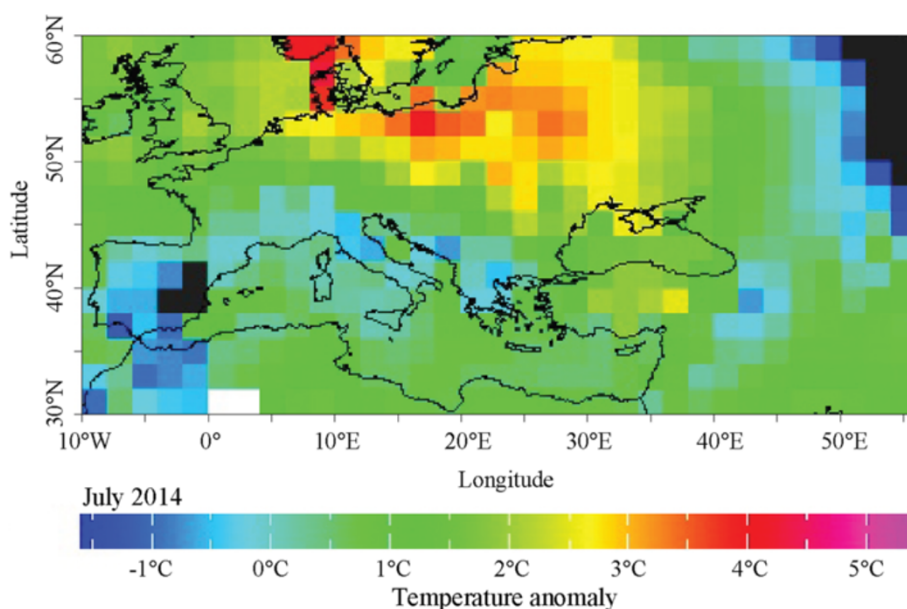 60°N
50°N
40°N
30°N
Latitude
10°W 0° 10°E 20°E 30°E 40°E 50°E
Longitude
July 2014
-1°C 0°C 1°C 2°C 3°C 4°C 5°C
Temperature anomaly